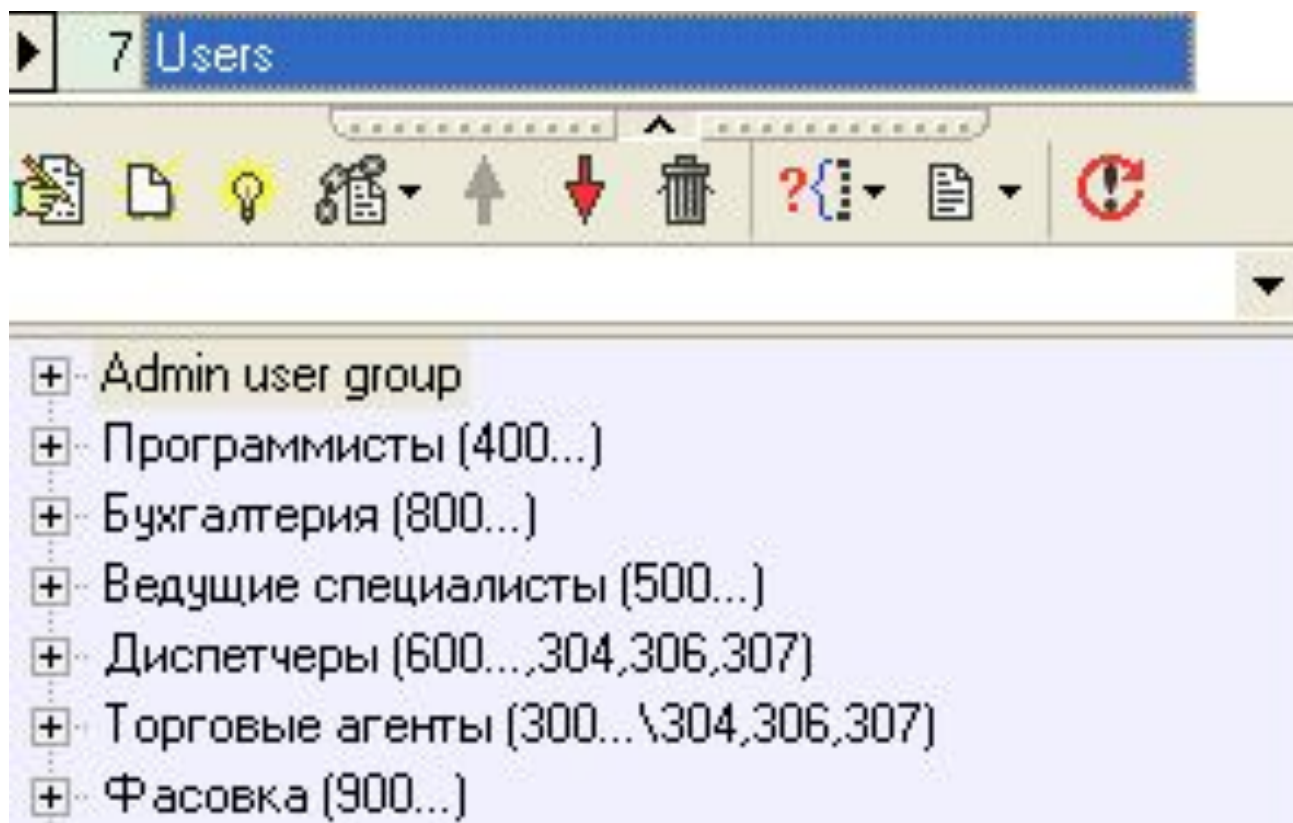 7 Users
Admin user group
Программисты (400...)
Бухгалтерия (800...)
Ведущие специалисты (500...)
Диспетчеры (600...,304,306,307)
Торговые агенты (300...\304,306,307)
Фасовка (900...)